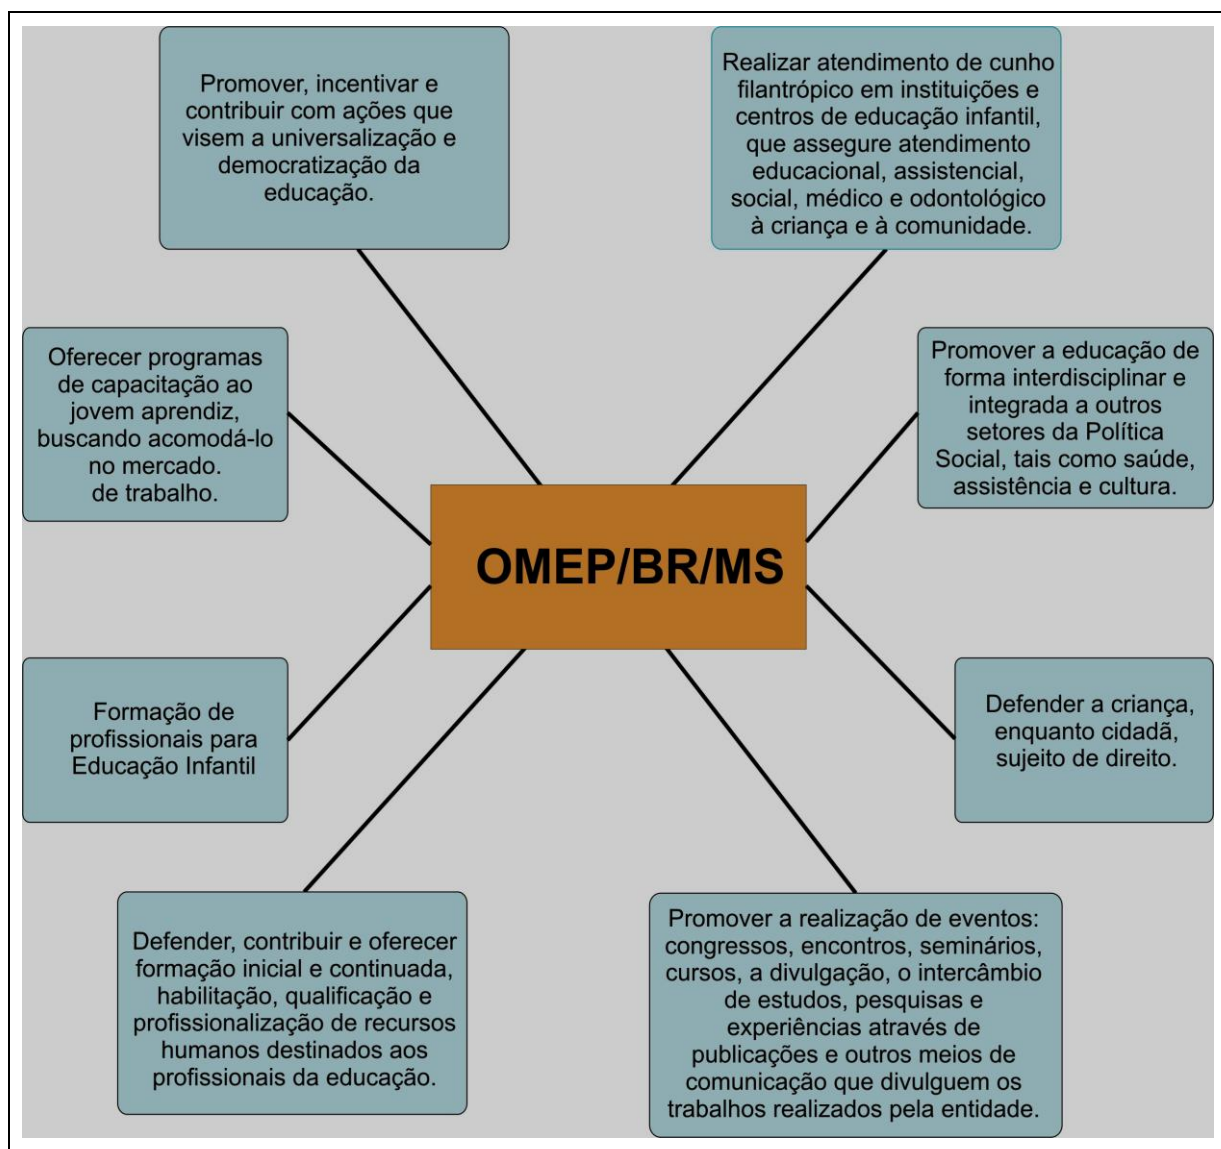 Promover, incentivar e
contribuir com ações que
visem a universalização e
democratização da
educação.
Realizar atendimento de cunho
filantrópico em instituições e
centros de educação infantil,
que assegure atendimento
educacional, assistencial,
social, médico e odontológico
à criança e à comunidade.
Oferecer programas
de capacitação ao
jovem aprendiz,
buscando acomodá-lo
no mercado.
de trabalho.
Promover a educação de
forma interdisciplinar e
integrada a outros
setores da Política
Social, tais como saúde,
assistência e cultura.
OMEP/BR/MS
Formação de
profissionais para
Educação Infantil
Defender a criança,
enquanto cidadã,
sujeito de direito.
Defender, contribuir e oferecer
formação inicial e continuada,
habilitação, qualificação e
profissionalização de recursos
humanos destinados aos
profissionais da educação.
Promover a realização de eventos:
congressos, encontros, seminários,
cursos, a divulgação, o intercâmbio
de estudos, pesquisas e
experiências através de
publicações e outros meios de
comunicação que divulguem os
trabalhos realizados pela entidade.